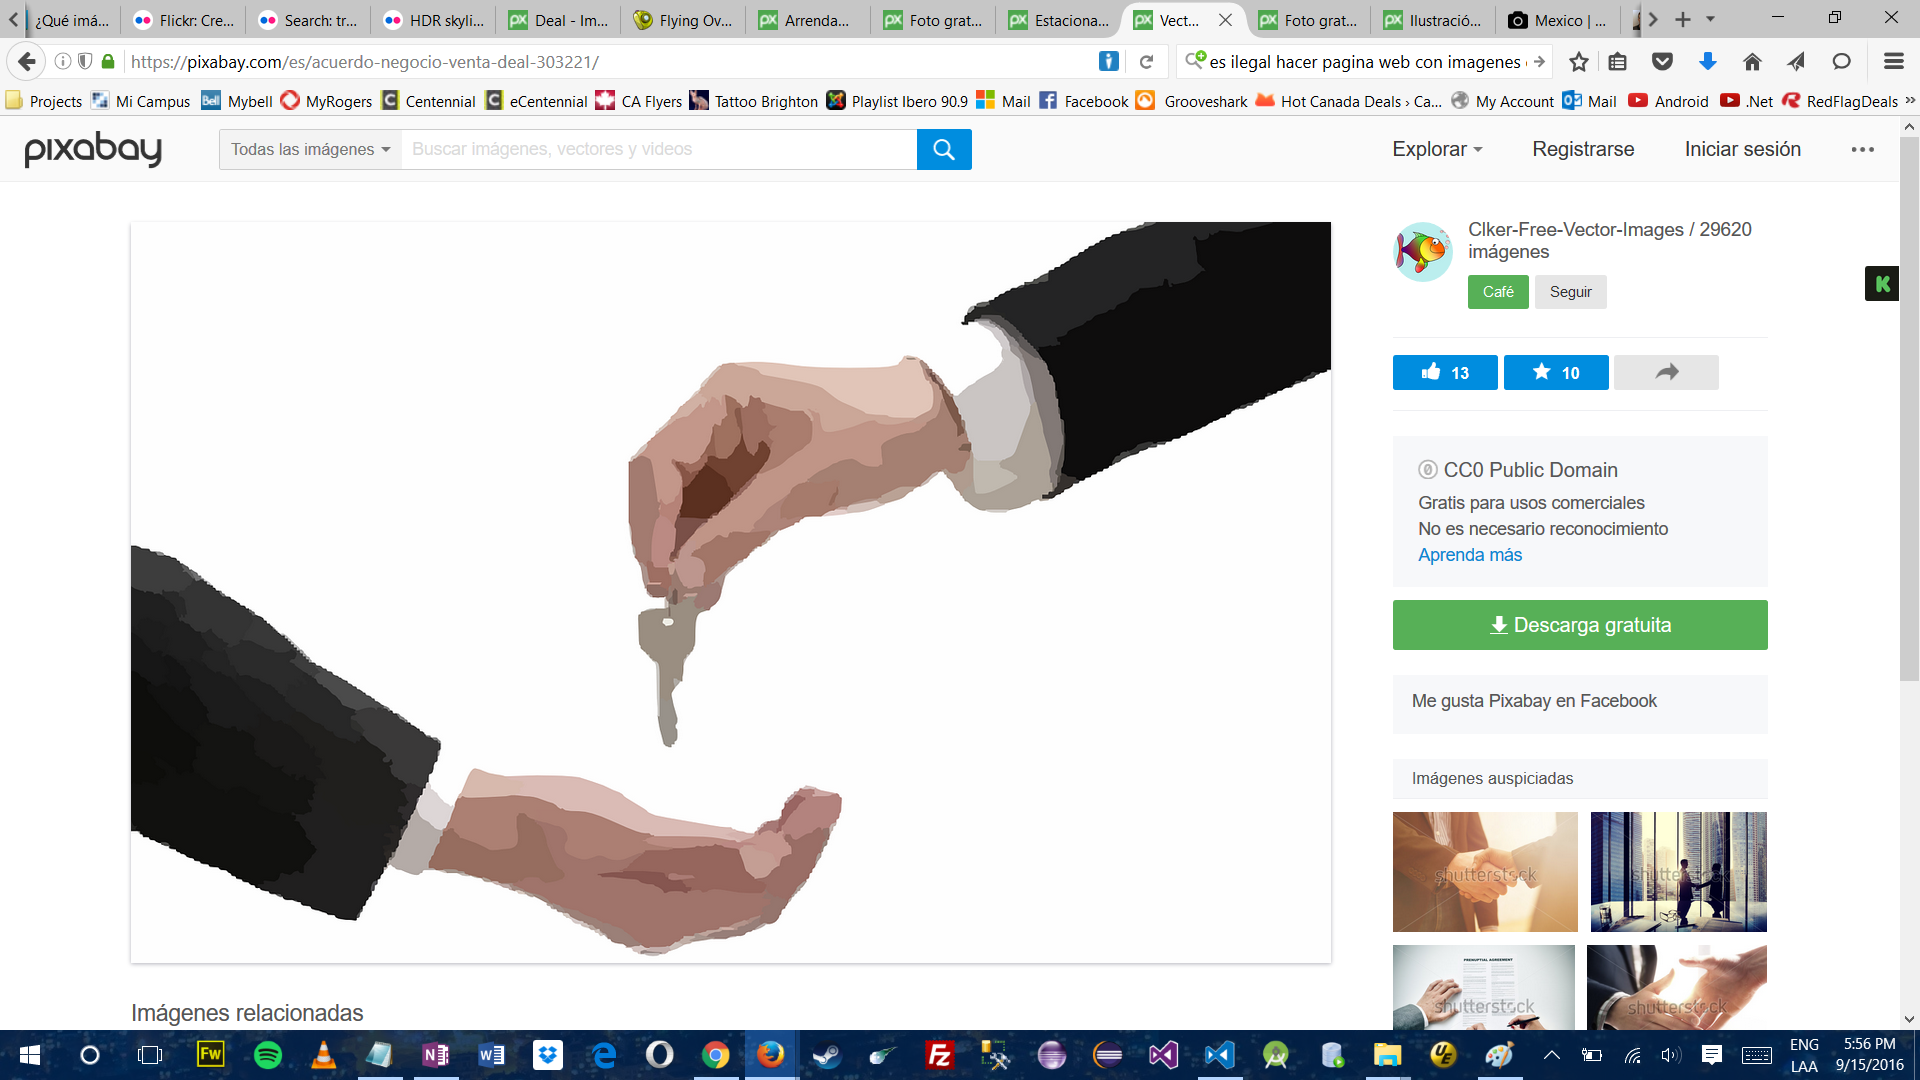 ¿Qué imá...
Flickr: Cre...
Search: tr...
HDR skyli...
Deal - Im...
Flying Ov...
Arrenda...
Foto grat...
Estaciona...
Vect...
Foto grat...
Ilustració...
Mexico | ...
https://pixabay.com/es/acuerdo-negocio-venta-deal-303221/
es ilegal hacer pagina web con imagenes
Projects
Mi Campus
Bell
Mybell
MyRogers
Centennial
eCentennial
CA Flyers
Tattoo Brighton
Playlist Ibero 90.9
Mail
Facebook
Grooveshark
Hot Canada Deals › Ca...
My Account
Mail
Android
.Net
RedFlagDeals
pixabay
Todas las imágenes
Buscar imágenes, vectores y videos
Explorar
Registrarse
Iniciar sesión
Clker-Free-Vector-Images / 29620
imágenes
Café
Seguir
K
13
10
CC0 Public Domain
Gratis para usos comerciales
No es necesario reconocimiento
Aprenda más
Descarga gratuita
Me gusta Pixabay en Facebook
Imágenes auspiciadas
shutterstock
shutterstock
PRENUPTIAL AGREEMENT
shutterstock
shutterstock
Imágenes relacionadas
Fw
ENG
LAA
5:56 PM
9/15/2016